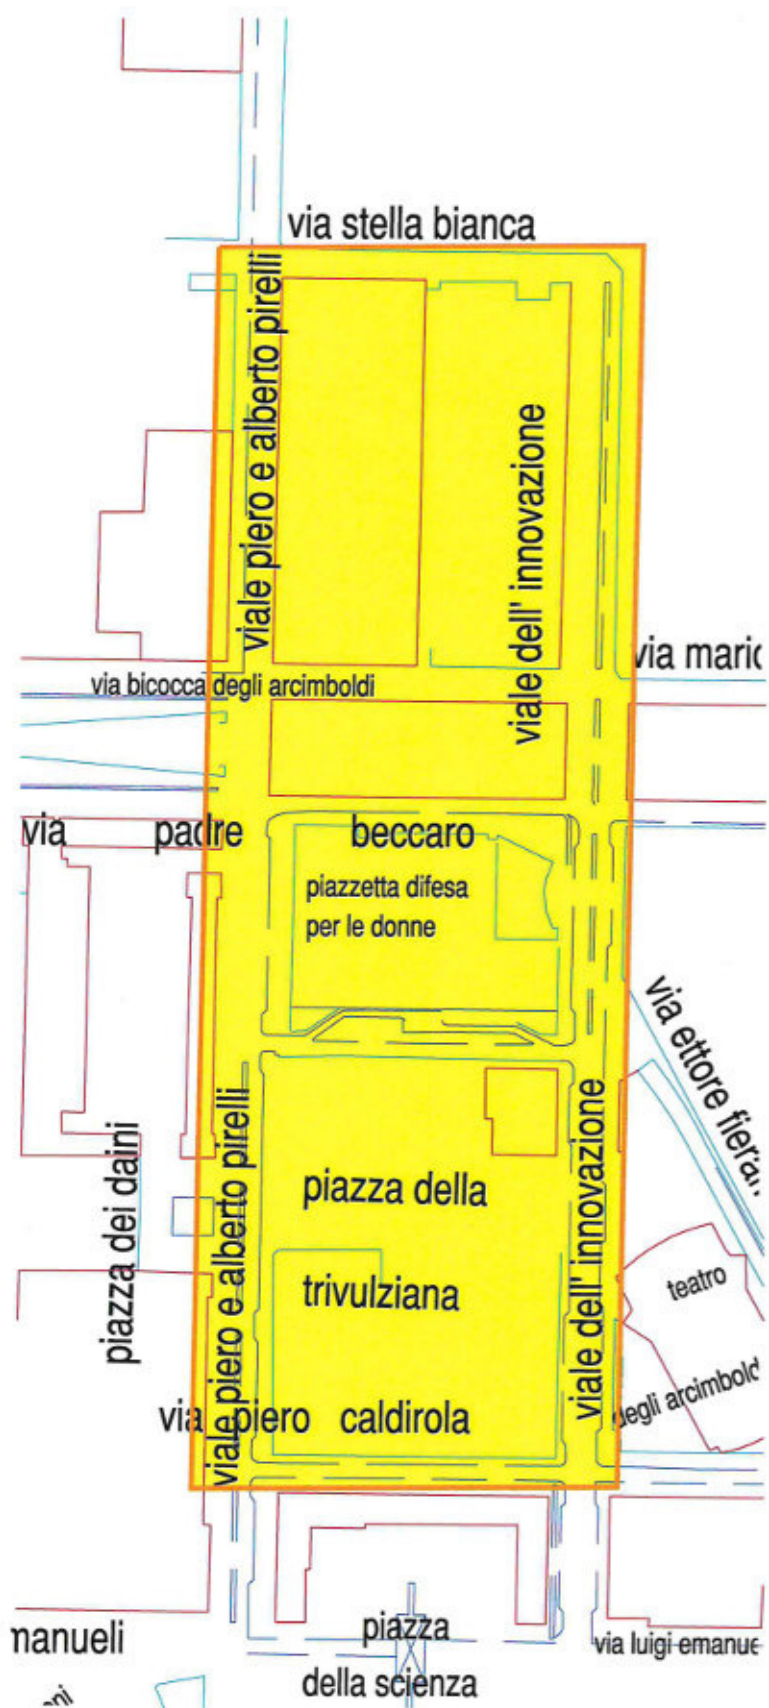 via stella bianca
viale piero e alberto pirelli
viale dell' innovazione
via bicocca degli arcimboldi
via mario
via padre beccaro
piazzetta difesa
per le donne
via ettore fieram
piazza dei daini
viale piero e alberto pirelli
piazza della
trivulziana
viale dell' innovazione
teatro
degli arcimbold
via piero caldirola
manueli
piazza
della scienza
via luigi emanue
ni